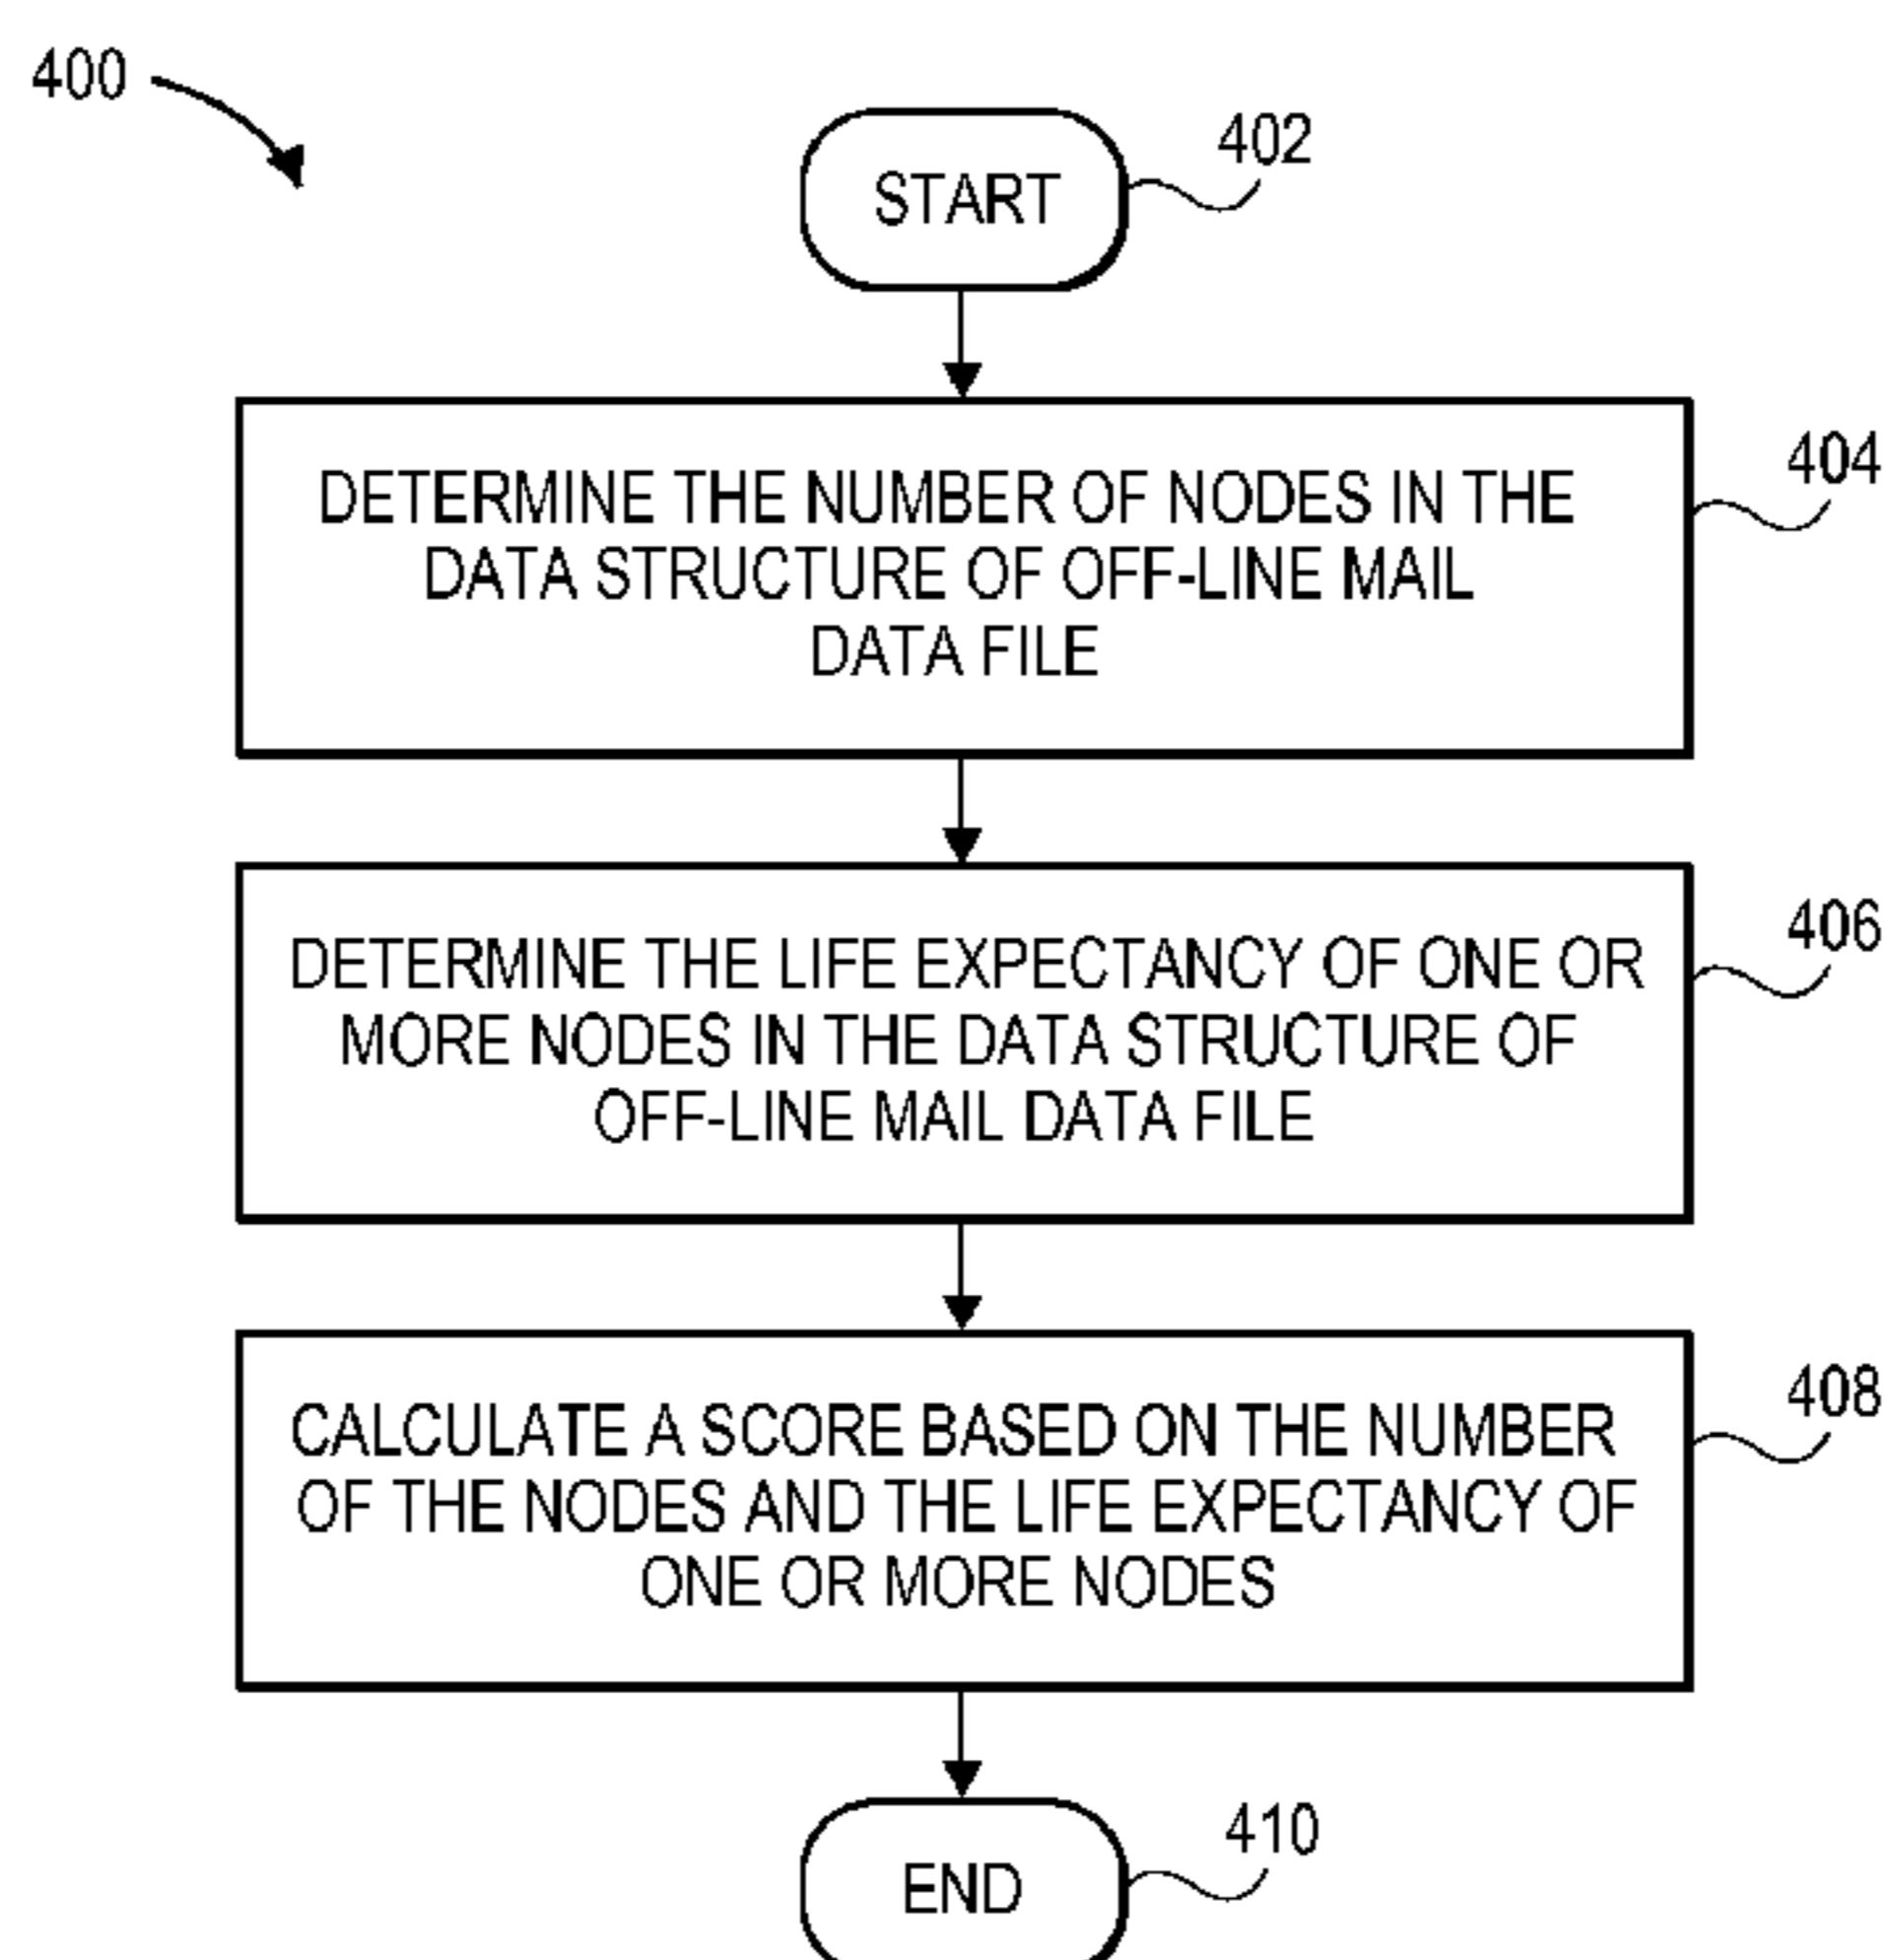 400
START
402
DETERMINE THE NUMBER OF NODES IN THE
DATA STRUCTURE OF OFF-LINE MAIL
DATA FILE
404
DETERMINE THE LIFE EXPECTANCY OF ONE OR
MORE NODES IN THE DATA STRUCTURE OF
OFF-LINE MAIL DATA FILE
406
CALCULATE A SCORE BASED ON THE NUMBER
OF THE NODES AND THE LIFE EXPECTANCY OF
ONE OR MORE NODES
408
END
410